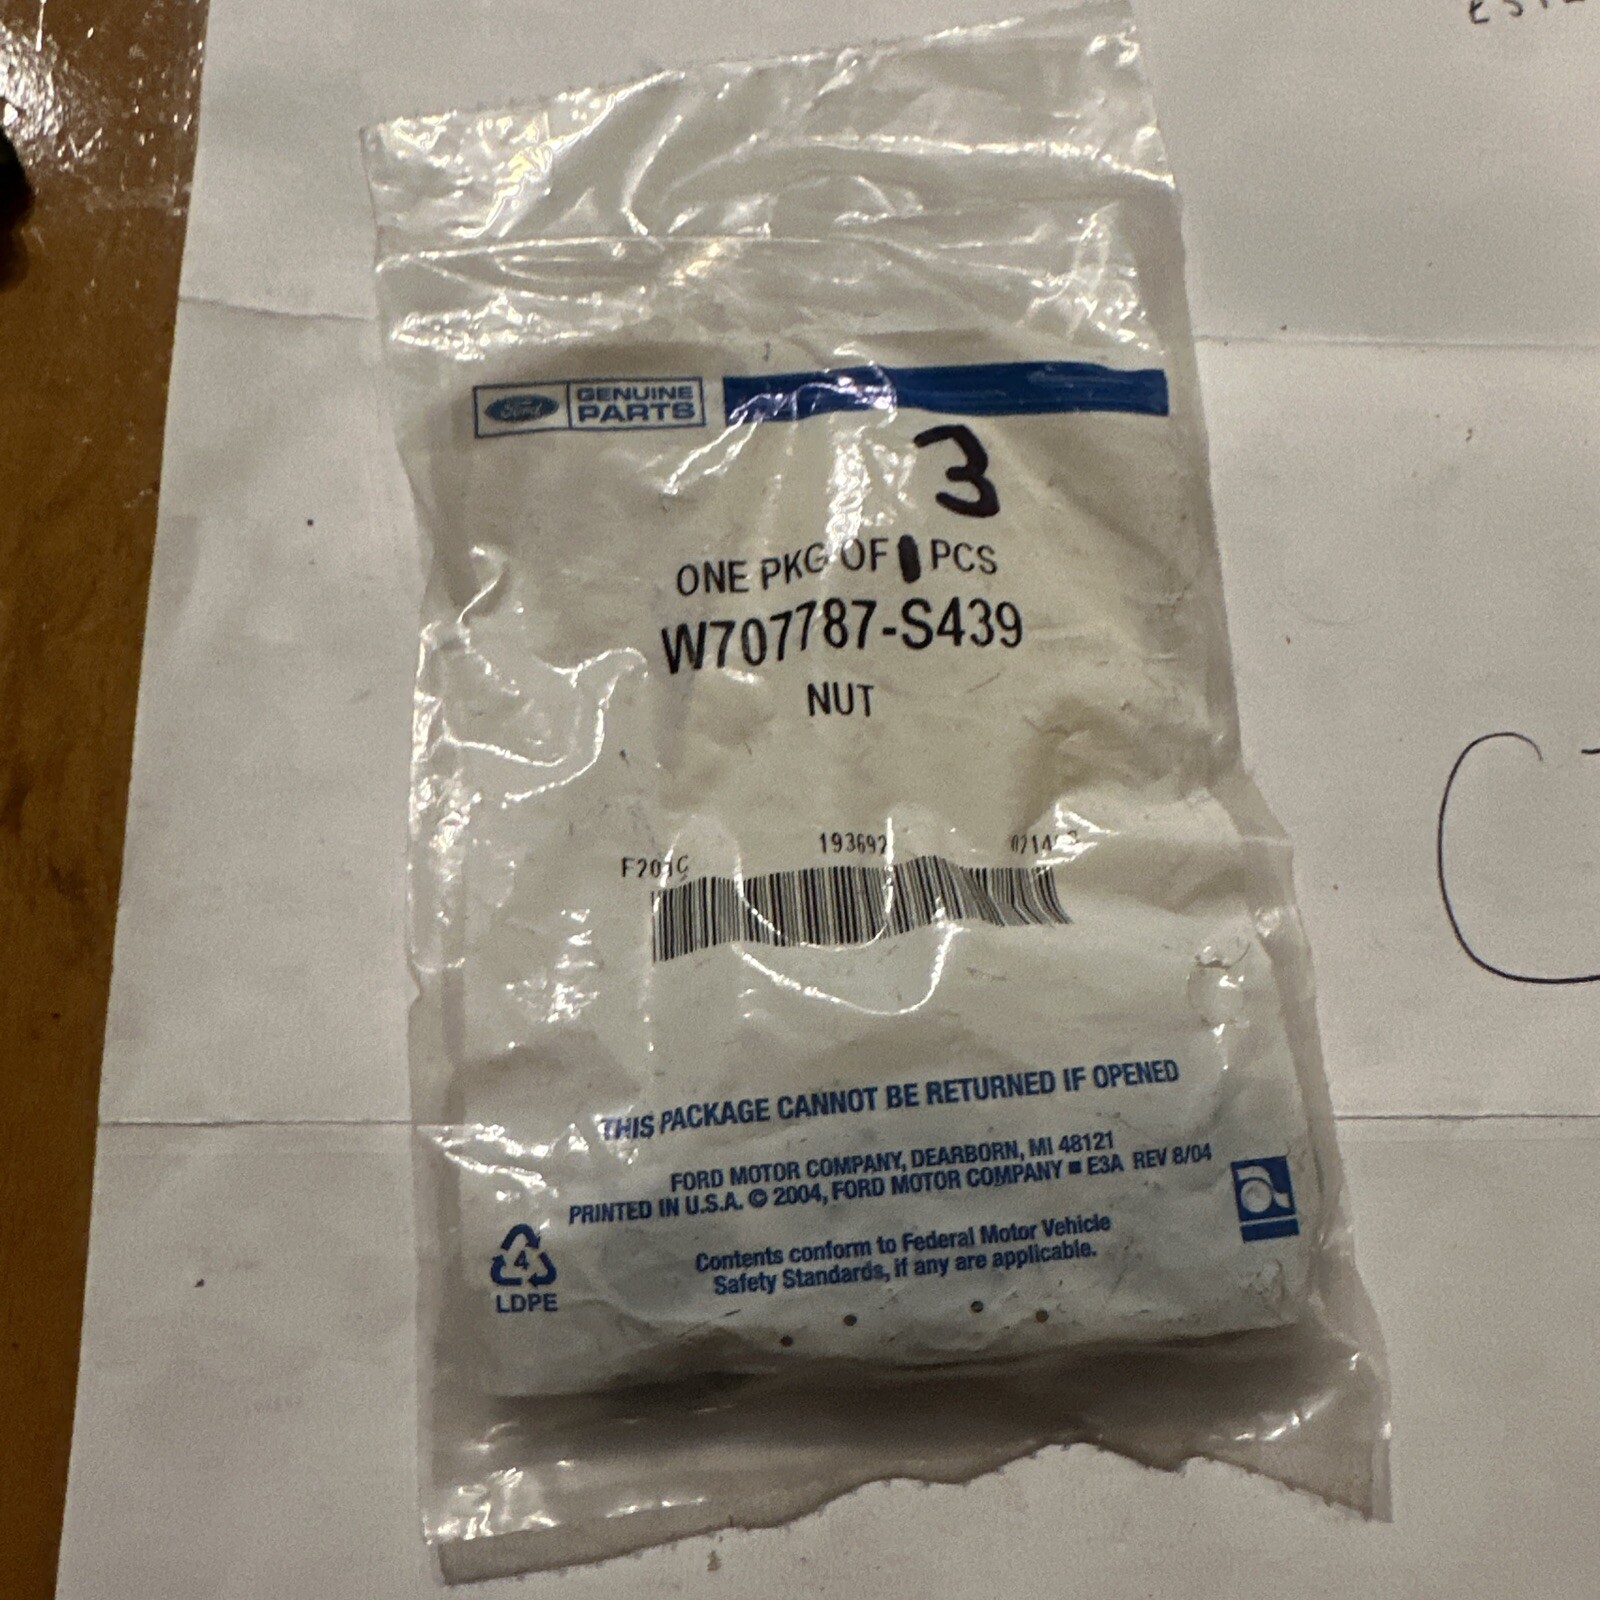 Ford GENUINE
PARTS
3
ONE PKG OF PCS
W707787-S439
NUT
F201C 193692
THIS PACKAGE CANNOT BE RETURNED IF OPENED
FORD MOTOR COMPANY, DEARBORN, MI 48121
PRINTED IN U.S.A. © 2004, FORD MOTOR COMPANY ■ E3A REV 8/04
Contents conform to Federal Motor Vehicle
Safety Standards, if any are applicable.
4
LDPE